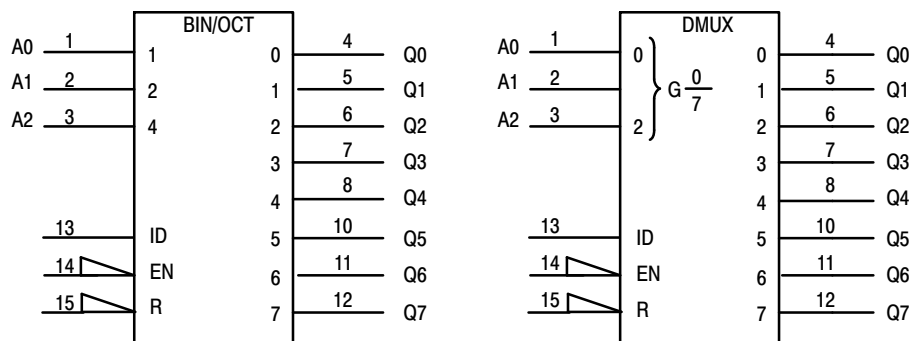 BIN/OCT
A0 1 1 0 4 Q0
A1 2 2 1 5 Q1
A2 3 4 2 6 Q2
3 7 Q3
4 8 Q4
13 ID 5 10 Q5
14 EN 6 11 Q6
15 R 7 12 Q7
DMUX
A0 1 0 0 4 Q0
A1 2 G 0/7 1 5 Q1
A2 3 2 2 6 Q2
3 7 Q3
4 8 Q4
13 ID 5 10 Q5
14 EN 6 11 Q6
15 R 7 12 Q7